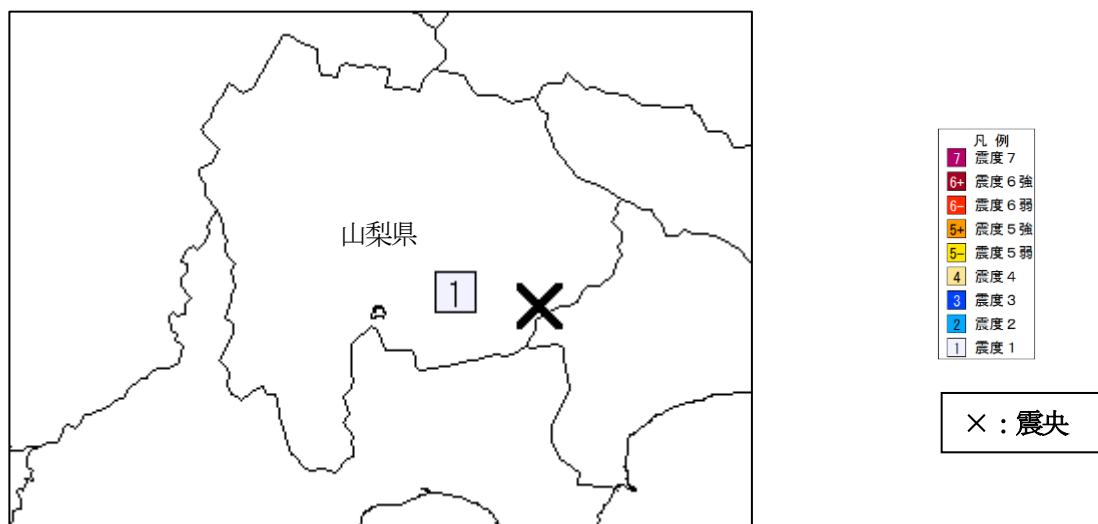 山梨県
1
凡 例
7 震度7
6+ 震度6強
6- 震度6弱
5+ 震度5強
5- 震度5弱
4 震度4
3 震度3
2 震度2
1 震度1
×:震央